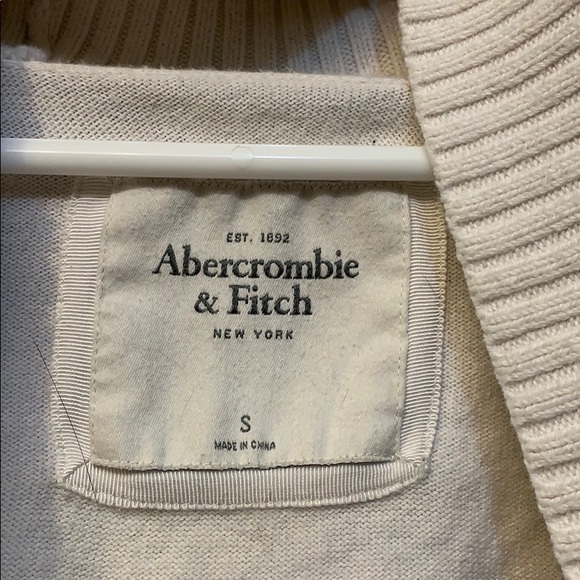 EST. 1892
Abercrombie
& Fitch
NEW YORK
S
MADE IN CHINA